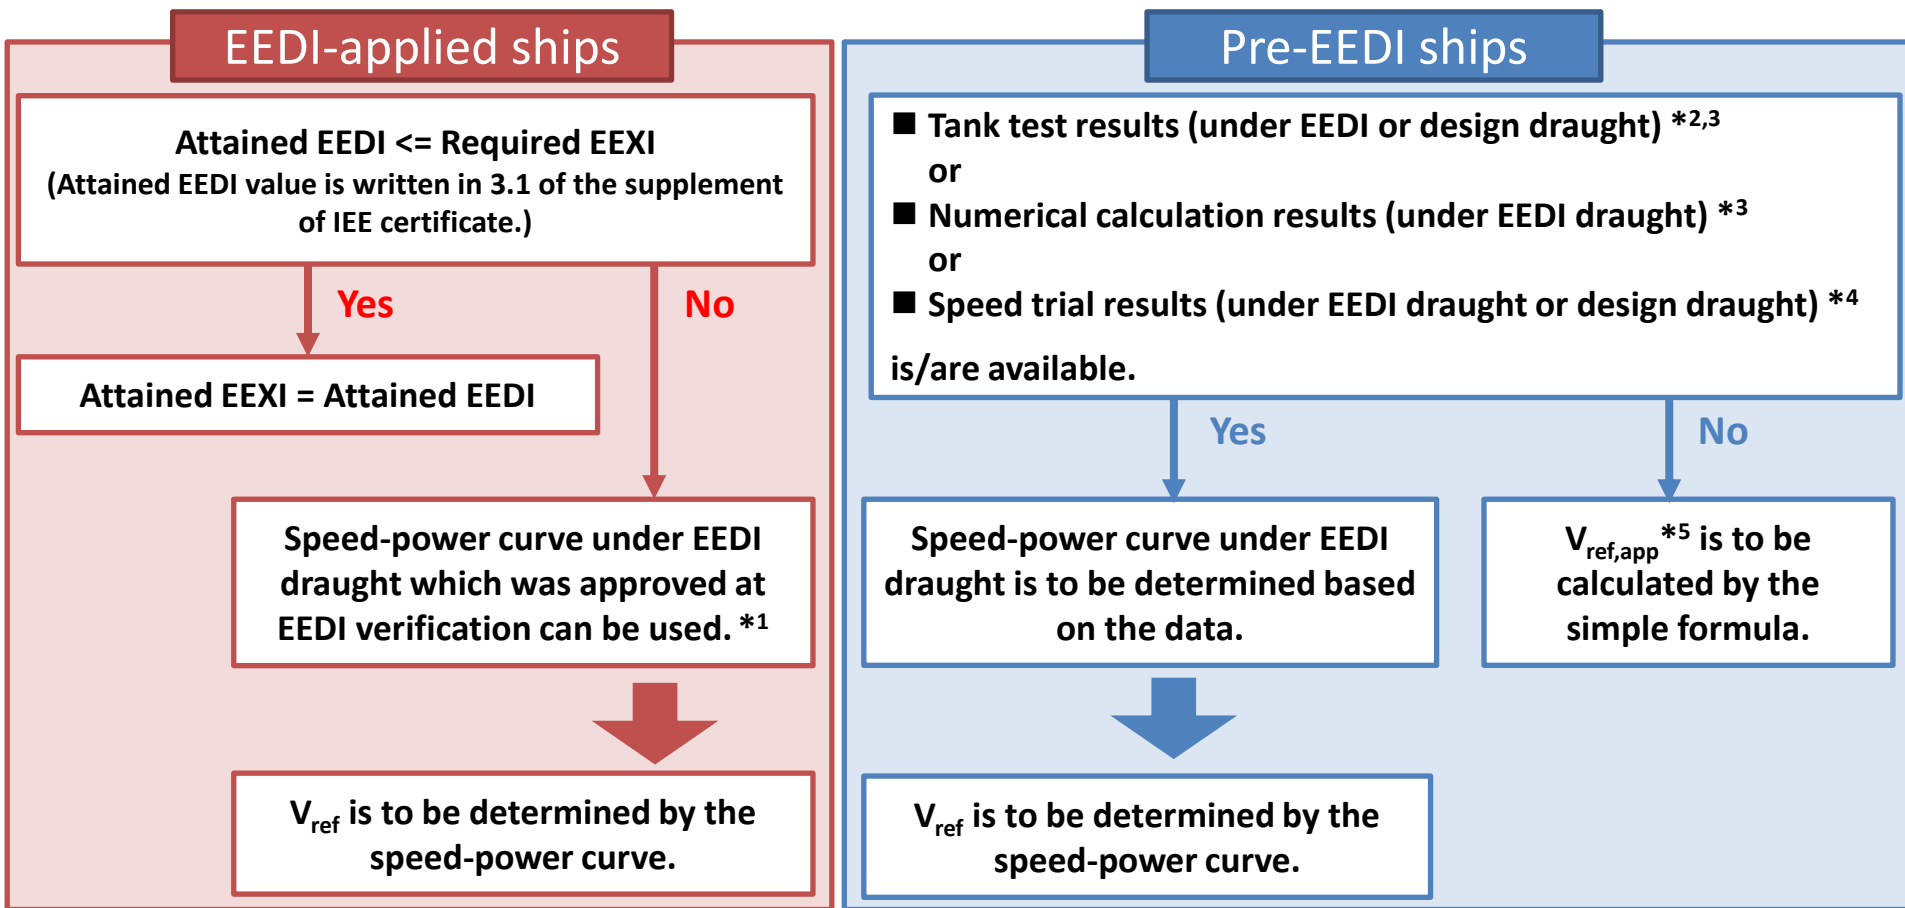 EEDI-applied ships
Attained EEDI <= Required EEXI
(Attained EEDI value is written in 3.1 of the supplement
of IEE certificate.)
Yes
No
Attained EEXI = Attained EEDI
Speed-power curve under EEDI
draught which was approved at
EEDI verification can be used. *1
Vref is to be determined by the
speed-power curve.
Pre-EEDI ships
■ Tank test results (under EEDI or design draught) *2,3
or
■ Numerical calculation results (under EEDI draught) *3
or
■ Speed trial results (under EEDI draught or design draught) *4
is/are available.
Yes
No
Speed-power curve under EEDI
draught is to be determined based
on the data.
Vref,app*5 is to be
calculated by the
simple formula.
Vref is to be determined by the
speed-power curve.